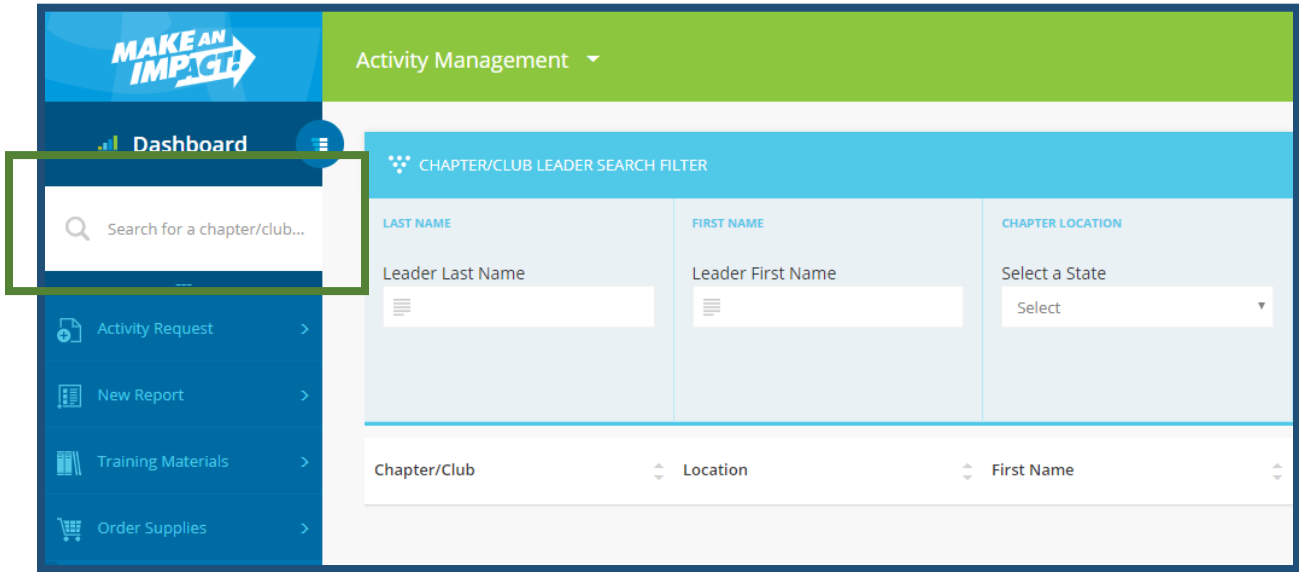 MAKE AN
IMPACT!
Activity Management
Dashboard
Search for a chapter/club...
Activity Request
New Report
Training Materials
Order Supplies
CHAPTER/CLUB LEADER SEARCH FILTER
LAST NAME
FIRST NAME
CHAPTER LOCATION
Leader Last Name
Leader First Name
Select a State
Select
Chapter/Club
Location
First Name